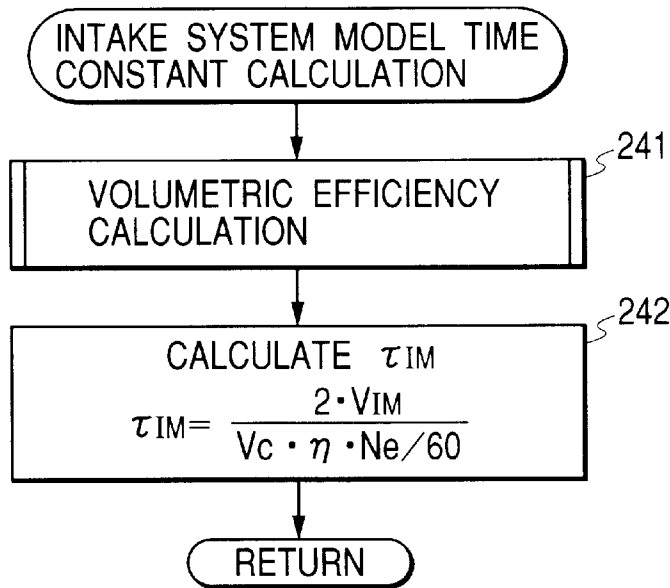 INTAKE SYSTEM MODEL TIME
CONSTANT CALCULATION
241
VOLUMETRIC EFFICIENCY
CALCULATION
242
CALCULATE τIM
τIM= 2・VIM / Vc・η・Ne/60
RETURN